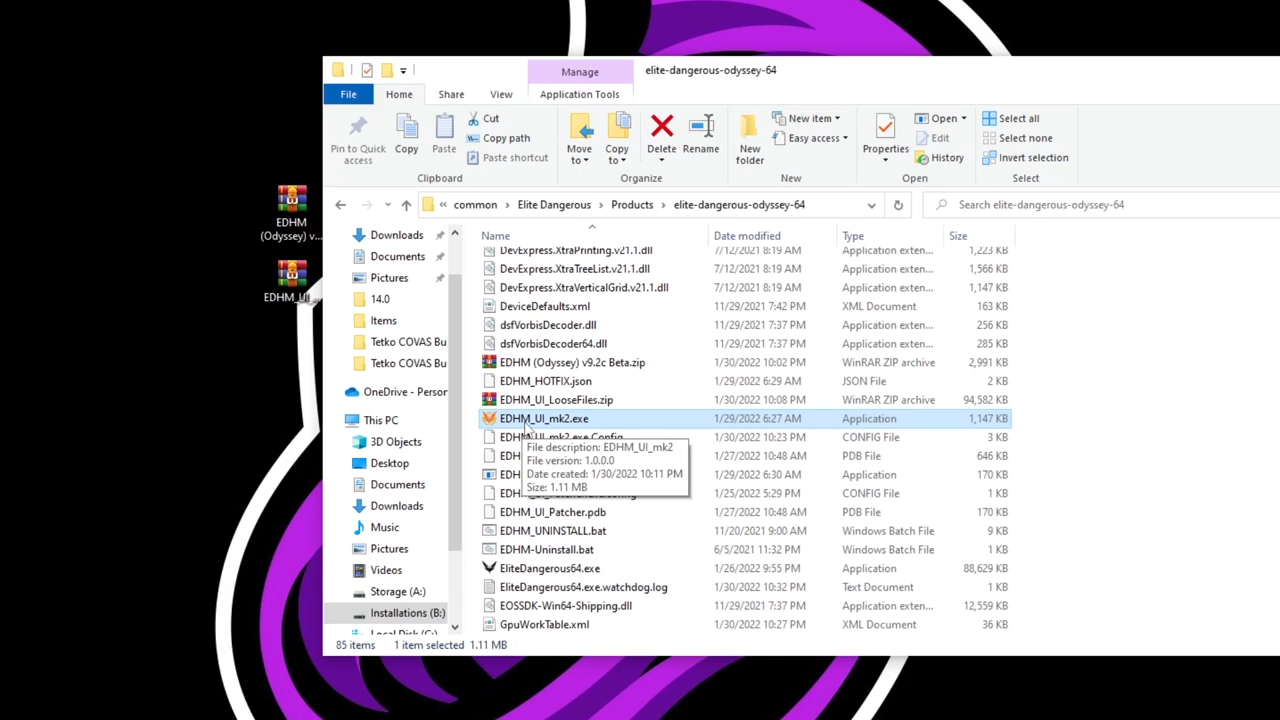 Manage
elite-dangerous-odyssey-64
File
Home
Share
View
Application Tools
Pin to Quick access
Copy
Paste
Cut
Copy path
Paste shortcut
Move to
Copy to
Delete
Rename
New folder
New item
Easy access
Properties
Open
Edit
History
Select all
Select none
Invert selection
Clipboard
Organize
New
Open
Select
« common > Elite Dangerous > Products > elite-dangerous-odyssey-64
Search elite-dangerous-odyssey-64
EDHM
(Odyssey) v...
EDHM_UI_...
Downloads
Documents
Pictures
14.0
Items
Tetko COVAS Bu
Tetko COVAS Bu
OneDrive - Person
This PC
3D Objects
Desktop
Documents
Downloads
Music
Pictures
Videos
Storage (A:)
Installations (B:)
Local Disk (C:)
Name Date modified Type Size
DevExpress.XtraPrinting.v21.1.dll 7/12/2021 8:19 AM Application exten... 1,223 KB
DevExpress.XtraTreeList.v21.1.dll 7/12/2021 8:19 AM Application exten... 1,566 KB
DevExpress.XtraVerticalGrid.v21.1.dll 7/12/2021 8:19 AM Application exten... 1,147 KB
DeviceDefaults.xml 11/29/2021 7:42 PM XML Document 163 KB
dsfVorbisDecoder.dll 11/29/2021 7:37 PM Application exten... 256 KB
dsfVorbisDecoder64.dll 11/29/2021 7:37 PM Application exten... 285 KB
EDHM (Odyssey) v9.2c Beta.zip 1/30/2022 10:02 PM WinRAR ZIP archive 2,991 KB
EDHM_HOTFIX.json 1/29/2022 6:29 AM JSON File 2 KB
EDHM_UI_LooseFiles.zip 1/30/2022 10:08 PM WinRAR ZIP archive 94,582 KB
EDHM_UI_mk2.exe 1/29/2022 6:27 AM Application 1,147 KB
EDHM_UI_mk2.exe.Config 1/30/2022 10:23 PM CONFIG File 3 KB
EDH 1/27/2022 10:48 AM PDB File 646 KB
EDH 1/29/2022 6:30 AM Application 170 KB
EDH 1/25/2022 5:29 PM CONFIG File 1 KB
EDHM_UI_Patcher.pdb 1/27/2022 10:48 AM PDB File 170 KB
EDHM_UNINSTALL.bat 11/20/2021 9:00 AM Windows Batch File 9 KB
EDHM-Uninstall.bat 6/5/2021 11:32 PM Windows Batch File 1 KB
EliteDangerous64.exe 1/26/2022 9:55 PM Application 88,629 KB
EliteDangerous64.exe.watchdog.log 1/30/2022 10:32 PM Text Document 1 KB
EOSSDK-Win64-Shipping.dll 11/29/2021 7:37 PM Application exten... 12,559 KB
GpuWorkTable.xml 1/30/2022 10:27 PM XML Document 36 KB
File description: EDHM_UI_mk2
File version: 1.0.0.0
Date created: 1/30/2022 10:11 PM
Size: 1.11 MB
85 items 1 item selected 1.11 MB